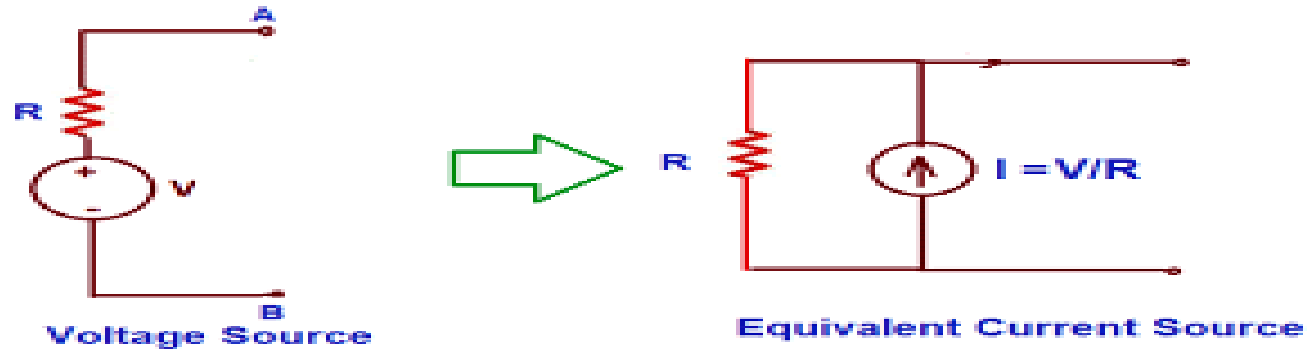 A
R
+
V
-
B
Voltage Source
R
I = V/R
Equivalent Current Source